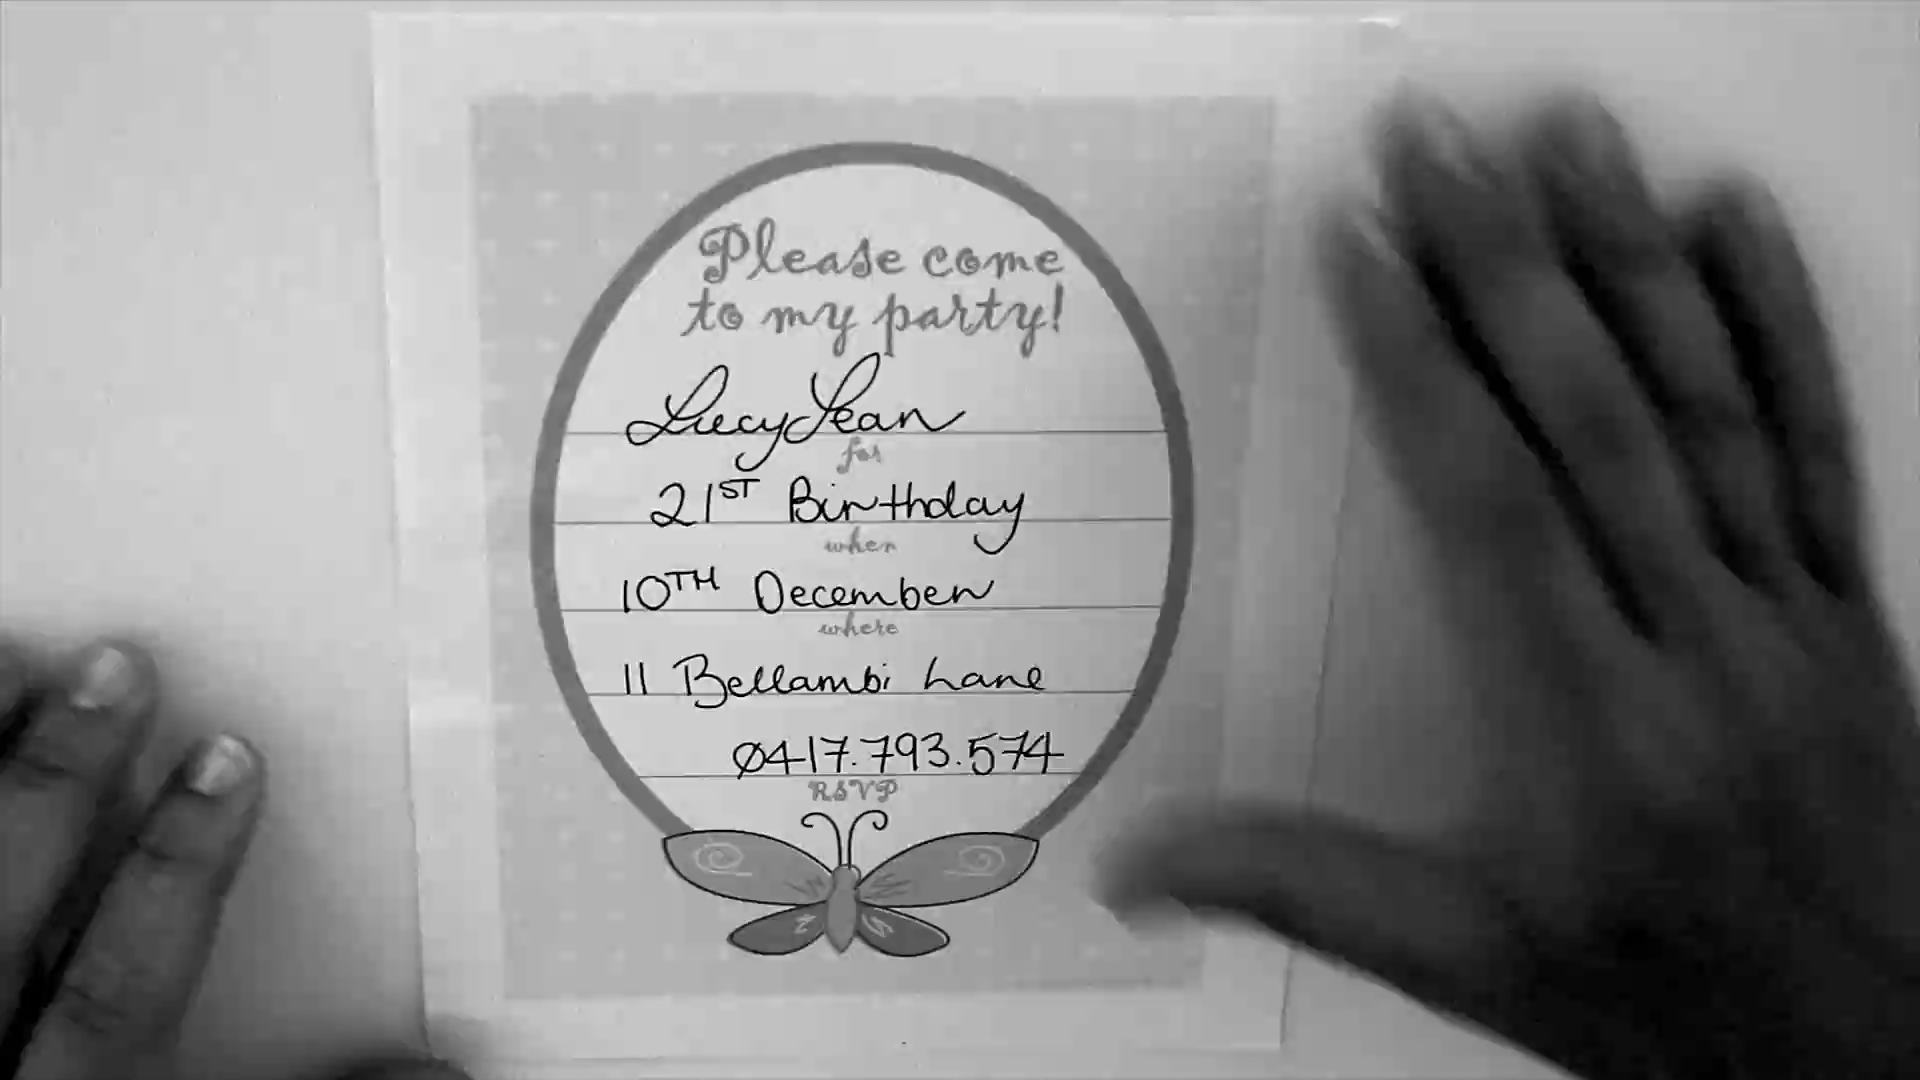 Please come
to my party!
Lucy Jean
for
21ST Birthday
when
10TH December
where
11 Bellambi Lane
0417.793.574
RSVP